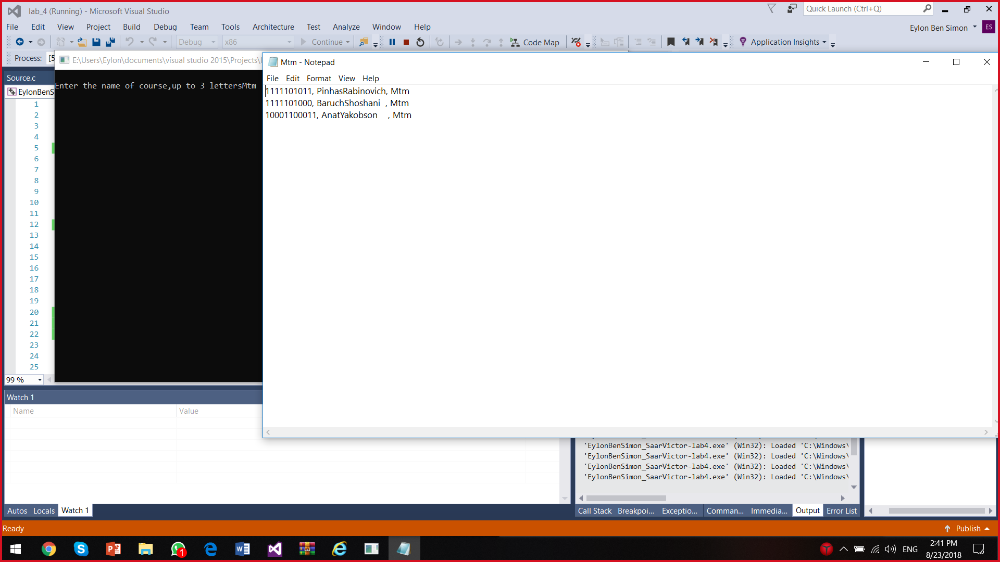 lab_4 (Running) - Microsoft Visual Studio
Quick Launch (Ctrl+Q)
File Edit View Project Build Debug Team Tools Architecture Test Analyze Window Help
Eylon Ben Simon ES
Debug x86 Continue Code Map Application Insights
Process: [5
E:\Users\Eylon\documents\visual studio 2015\Projects\
Mtm - Notepad
File Edit Format View Help
Source.c
EylonBenS
Enter the name of course,up to 3 lettersMtm
1111101011, PinhasRabinovich, Mtm
1111101000, BaruchShoshani , Mtm
10001100011, AnatYakobson , Mtm
1
2
3
4
5
6
7
8
9
10
11
12
13
14
15
16
17
18
19
20
21
22
23
24
25
99 %
Watch 1
Name Value
'EylonBenSimon_SaarVictor-lab4.exe' (Win32): Loaded 'C:\Windows\
'EylonBenSimon_SaarVictor-lab4.exe' (Win32): Loaded 'C:\Windows\
'EylonBenSimon_SaarVictor-lab4.exe' (Win32): Loaded 'C:\Windows\
'EylonBenSimon_SaarVictor-lab4.exe' (Win32): Loaded 'C:\Windows\
Autos Locals Watch 1
Call Stack Breakpoi... Exceptio... Comman... Immedia... Output Error List
Ready
Publish
1
ENG
2:41 PM
8/23/2018